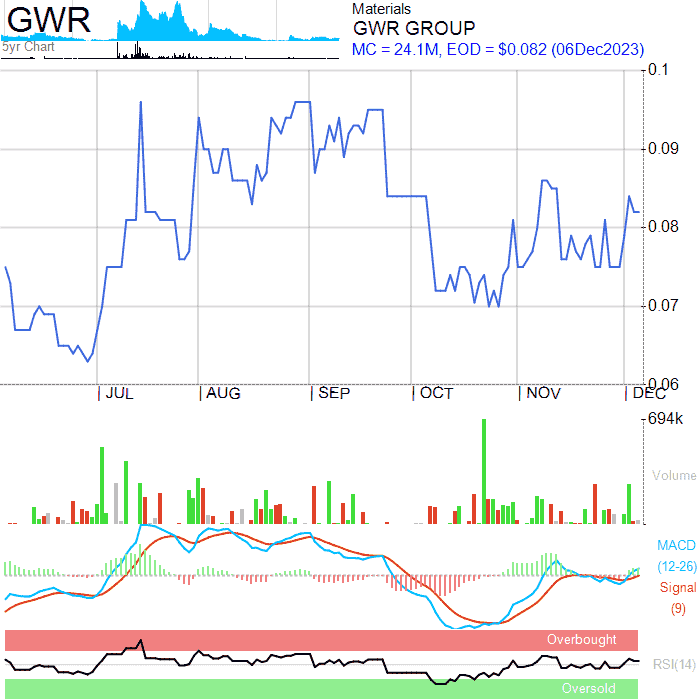 GWR
5yr Chart
Materials
GWR GROUP
MC = 24.1M, EOD = $0.082 (06Dec2023)
0.1
0.09
0.08
0.07
0.06
JUL AUG SEP OCT NOV DEC
694k
Volume
MACD
(12-26)
Signal
(9)
Overbought
RSI(14)
Oversold